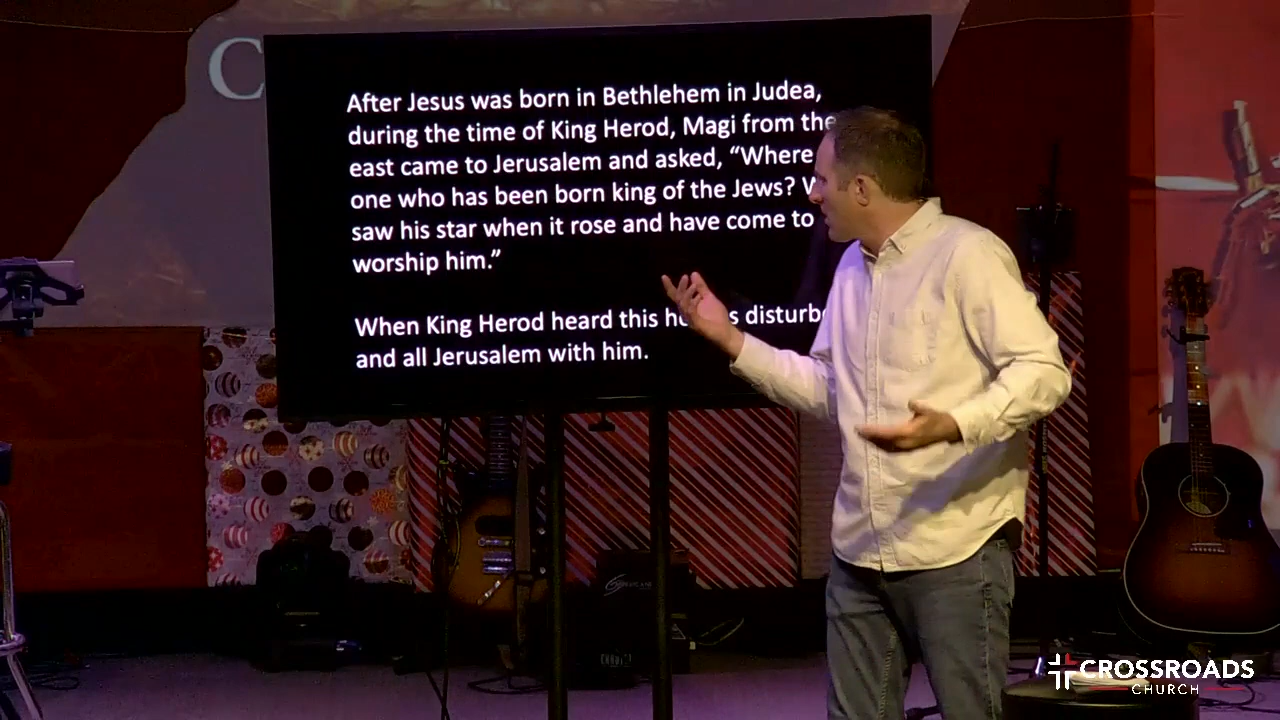 C
After Jesus was born in Bethlehem in Judea,
during the time of King Herod, Magi from the
east came to Jerusalem and asked, “Where
one who has been born king of the Jews? W
saw his star when it rose and have come to
worship him.”
When King Herod heard this he s disturbe
and all Jerusalem with him.
CROSSROADS
CHURCH